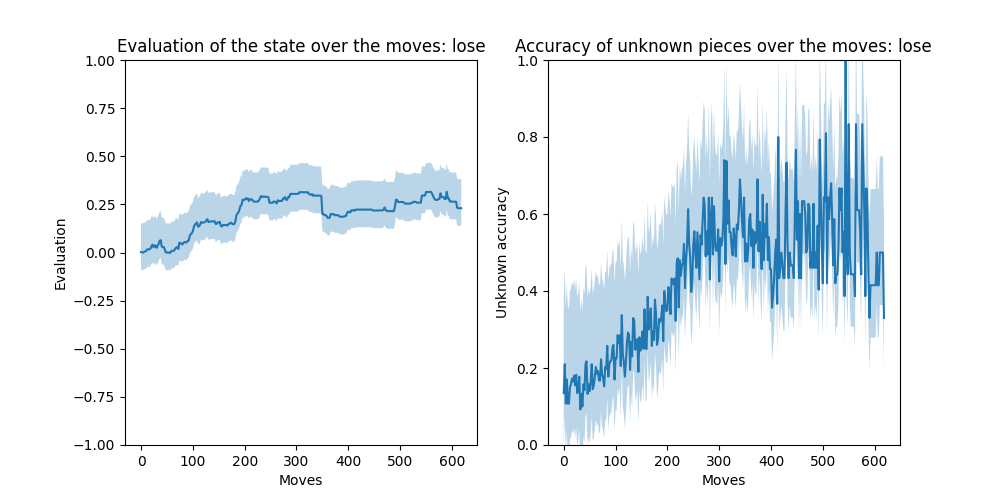 Evaluation of the state over the moves: lose
1.00
0.75
0.50
0.25
0.00
−0.25
−0.50
−0.75
−1.00
Evaluation
0 100 200 300 400 500 600
Moves
Accuracy of unknown pieces over the moves: lose
1.0
0.8
0.6
0.4
0.2
0.0
Unknown accuracy
0 100 200 300 400 500 600
Moves